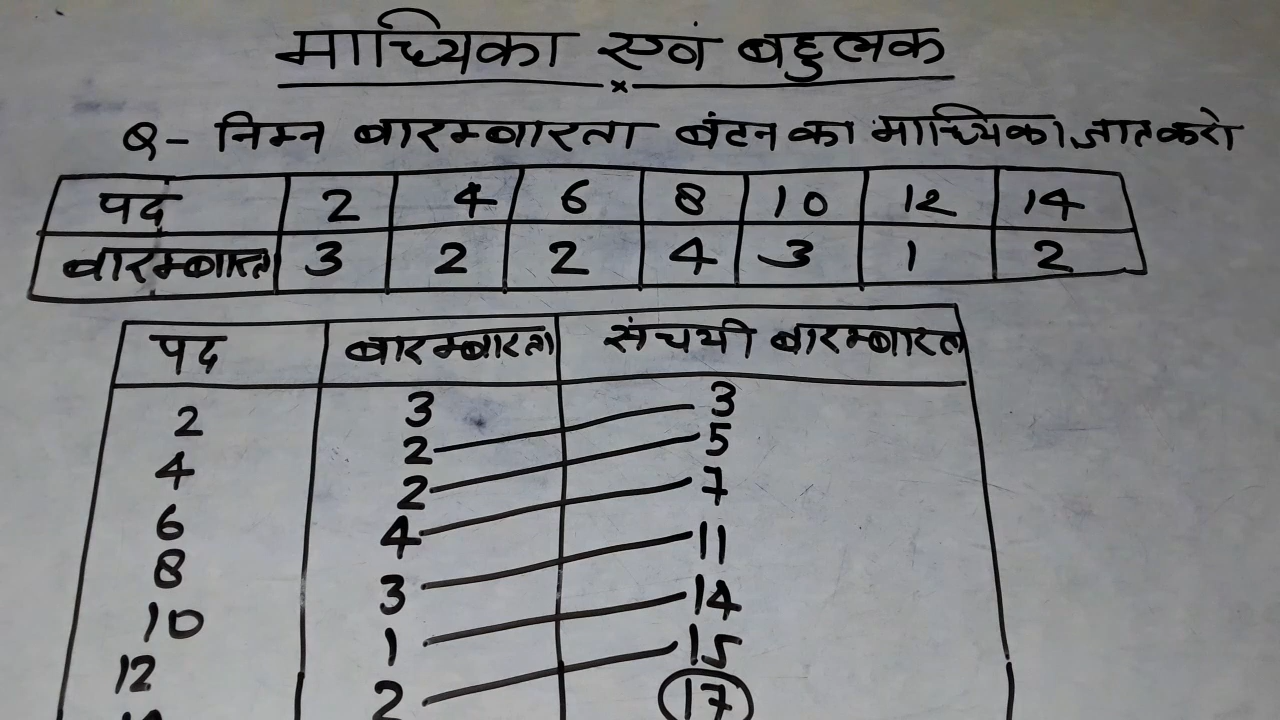 माध्यिका एवं बहुलक
Q- निम्न बारम्बारता बंटन का माध्यिका ज्ञात करो
पद 2 4 6 8 10 12 14
बारम्बारता 3 2 2 4 3 1 2
पद बारम्बारता संचयी बारम्बारता
2 3 3
4 2 5
6 2 7
8 4 11
10 3 14
12 1 15
2 17